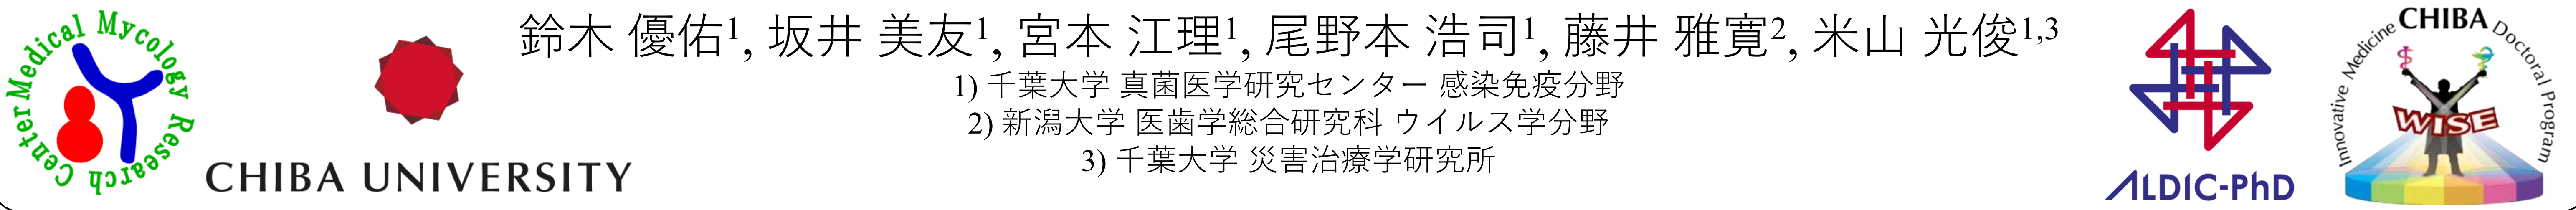 Medical Mycology Research Center
CHIBA UNIVERSITY
鈴木 優佑1, 坂井 美友1, 宮本 江理1, 尾野本 浩司1, 藤井 雅寛2, 米山 光俊1,3
1) 千葉大学 真菌医学研究センター 感染免疫分野
2) 新潟大学 医歯学総合研究科 ウイルス学分野
3) 千葉大学 災害治療学研究所
ALDIC-PhD
Innovative Medicine CHIBA Doctoral Program
WISE